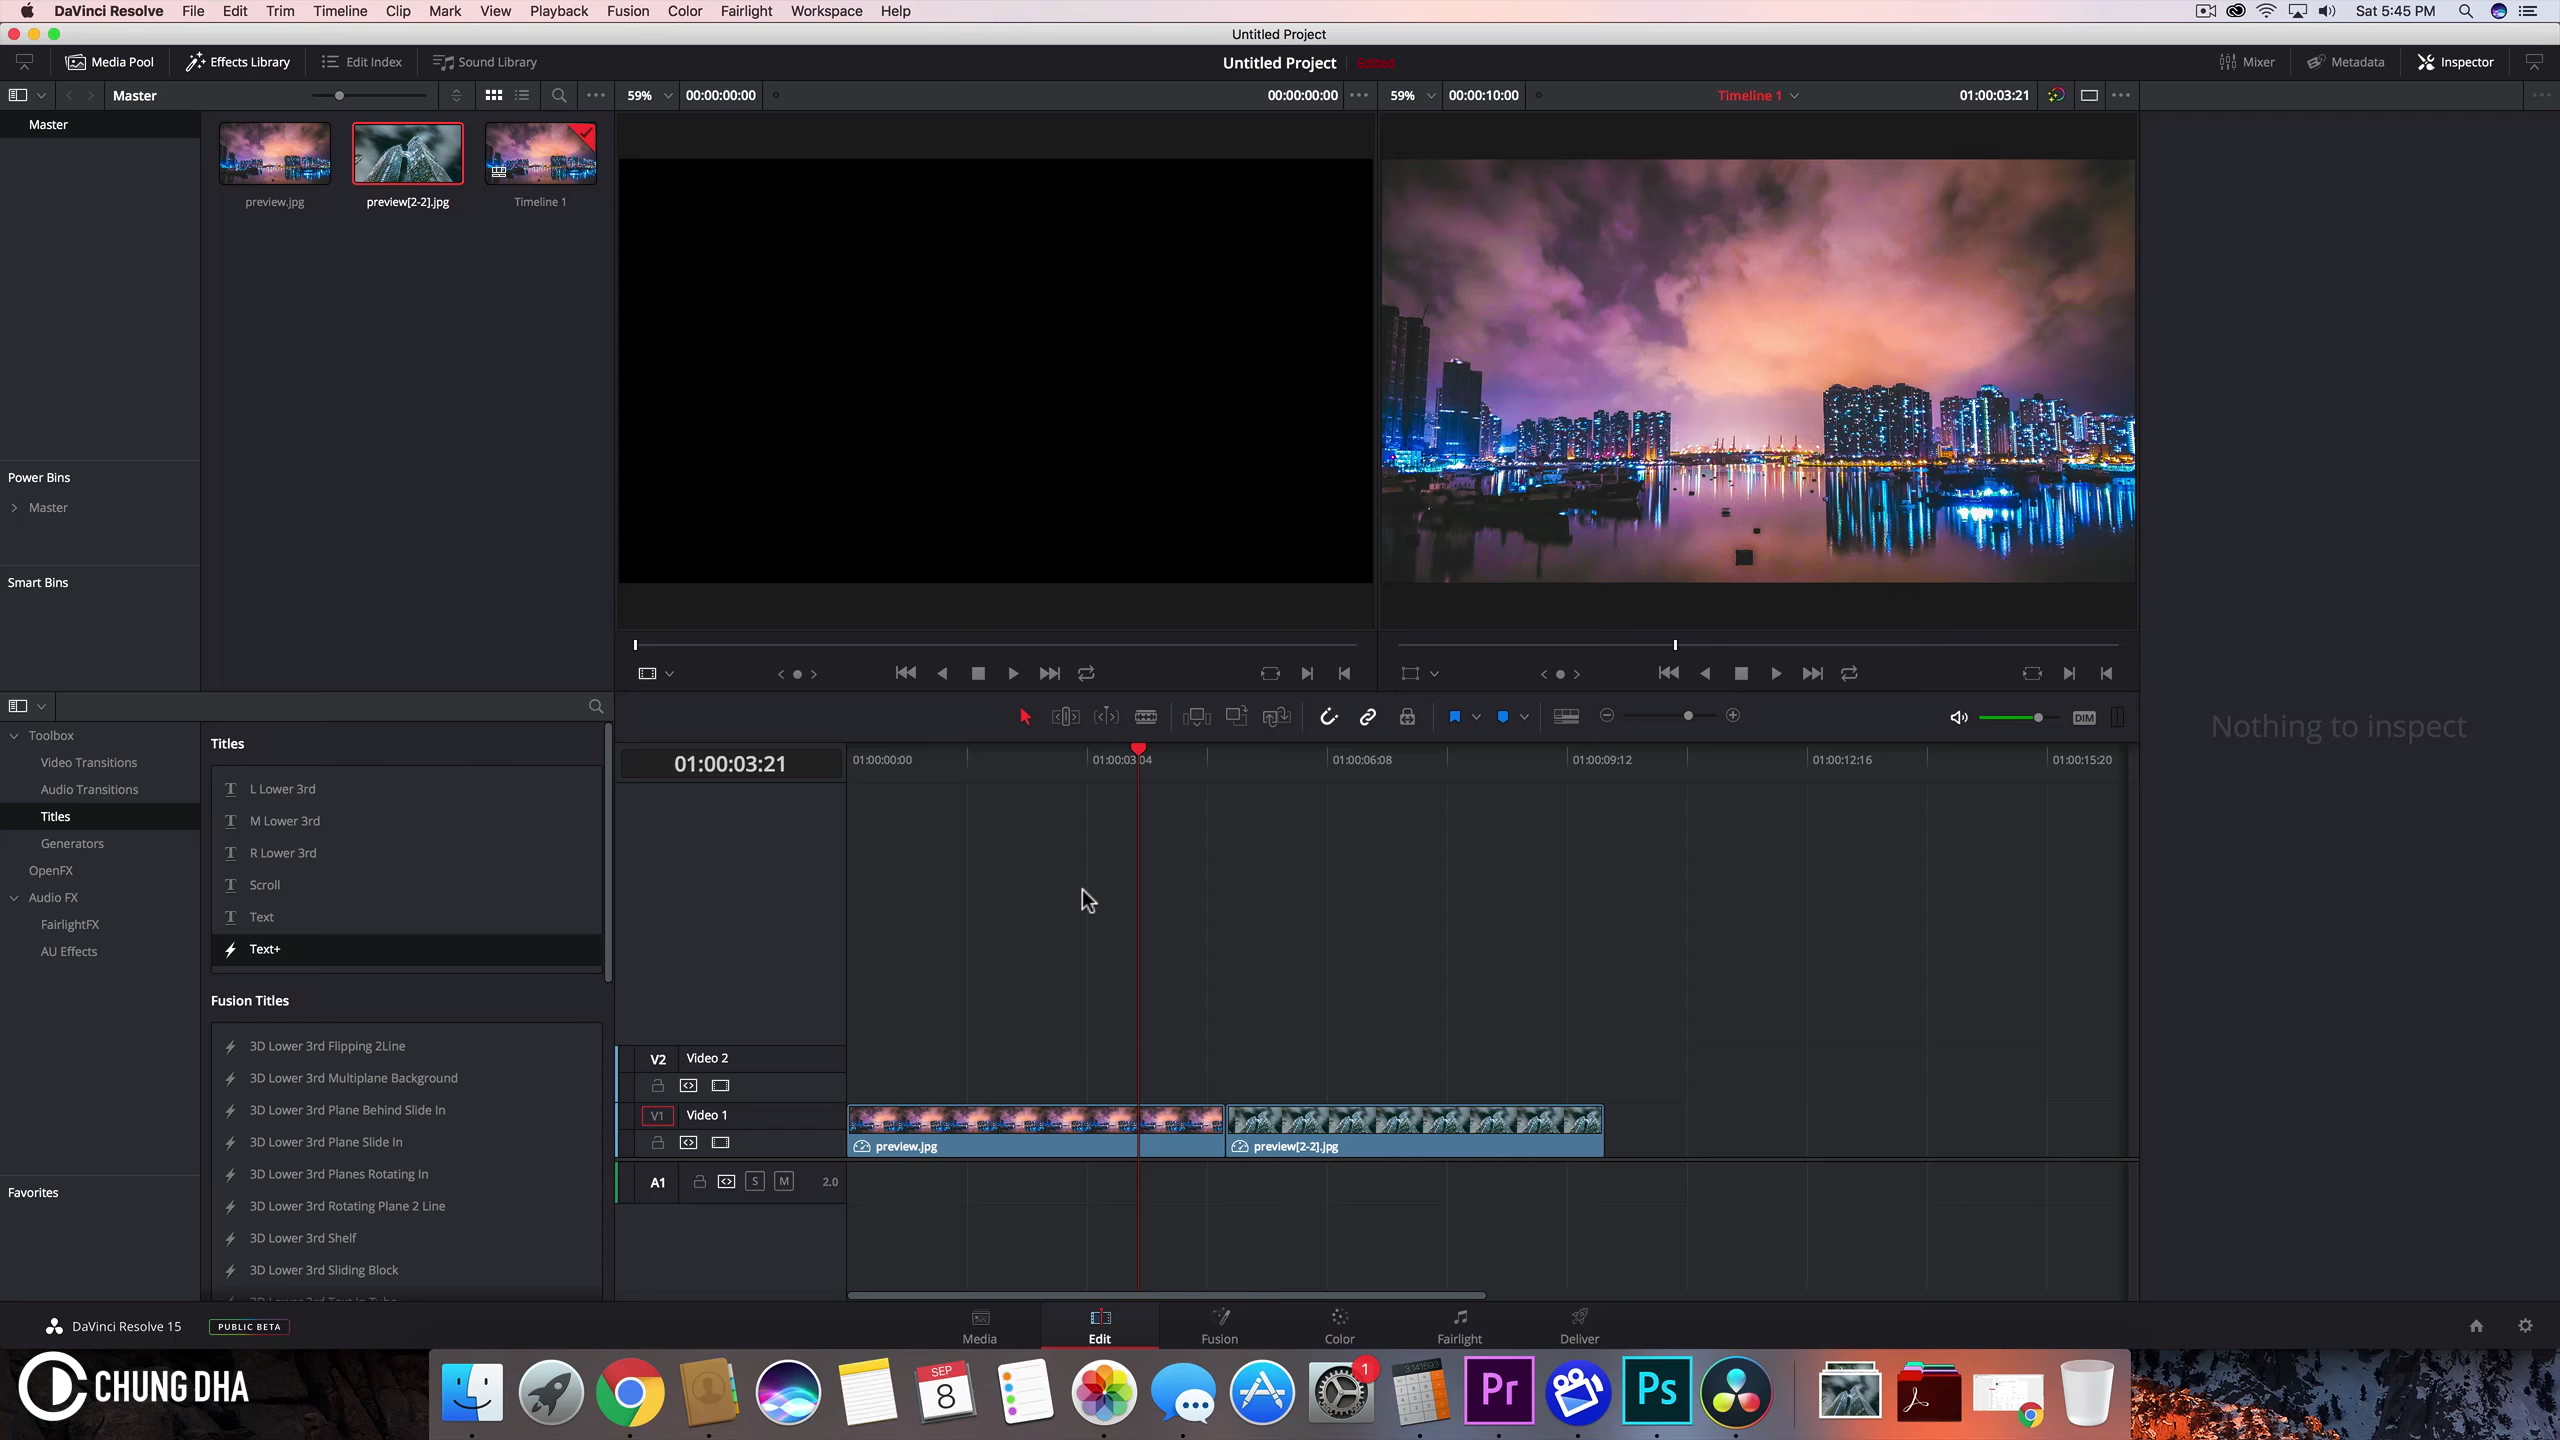 DaVinci Resolve File Edit Trim Timeline Clip Mark View Playback Fusion Color Fairlight Workspace Help Sat 5:45 PM
Untitled Project
Media Pool Effects Library Edit Index Sound Library Untitled Project Edited Mixer Metadata Inspector
Master 59% 00:00:00:00 00:00:00:00 59% 00:00:10:00 Timeline 1 01:00:03:21
Master
preview.jpg preview[2-2].jpg Timeline 1
Power Bins
Master
Smart Bins
DIM
Nothing to inspect
Toolbox
Video Transitions
Audio Transitions
Titles
Generators
OpenFX
Audio FX
FairlightFX
AU Effects
Favorites
Titles
L Lower 3rd
M Lower 3rd
R Lower 3rd
Scroll
Text
Text+
Fusion Titles
3D Lower 3rd Flipping 2Line
3D Lower 3rd Multiplane Background
3D Lower 3rd Plane Behind Slide In
3D Lower 3rd Plane Slide In
3D Lower 3rd Planes Rotating In
3D Lower 3rd Rotating Plane 2 Line
3D Lower 3rd Shelf
3D Lower 3rd Sliding Block
01:00:03:21 01:00:00:00 01:00:03:04 01:00:06:08 01:00:09:12 01:00:12:16 01:00:15:20
V2 Video 2
V1 Video 1
preview.jpg preview[2-2].jpg
A1 S M 2.0
DaVinci Resolve 15 PUBLIC BETA
Media Edit Fusion Color Fairlight Deliver
CHUNG DHA
SEP
8
1
3.141593
Pr
Ps